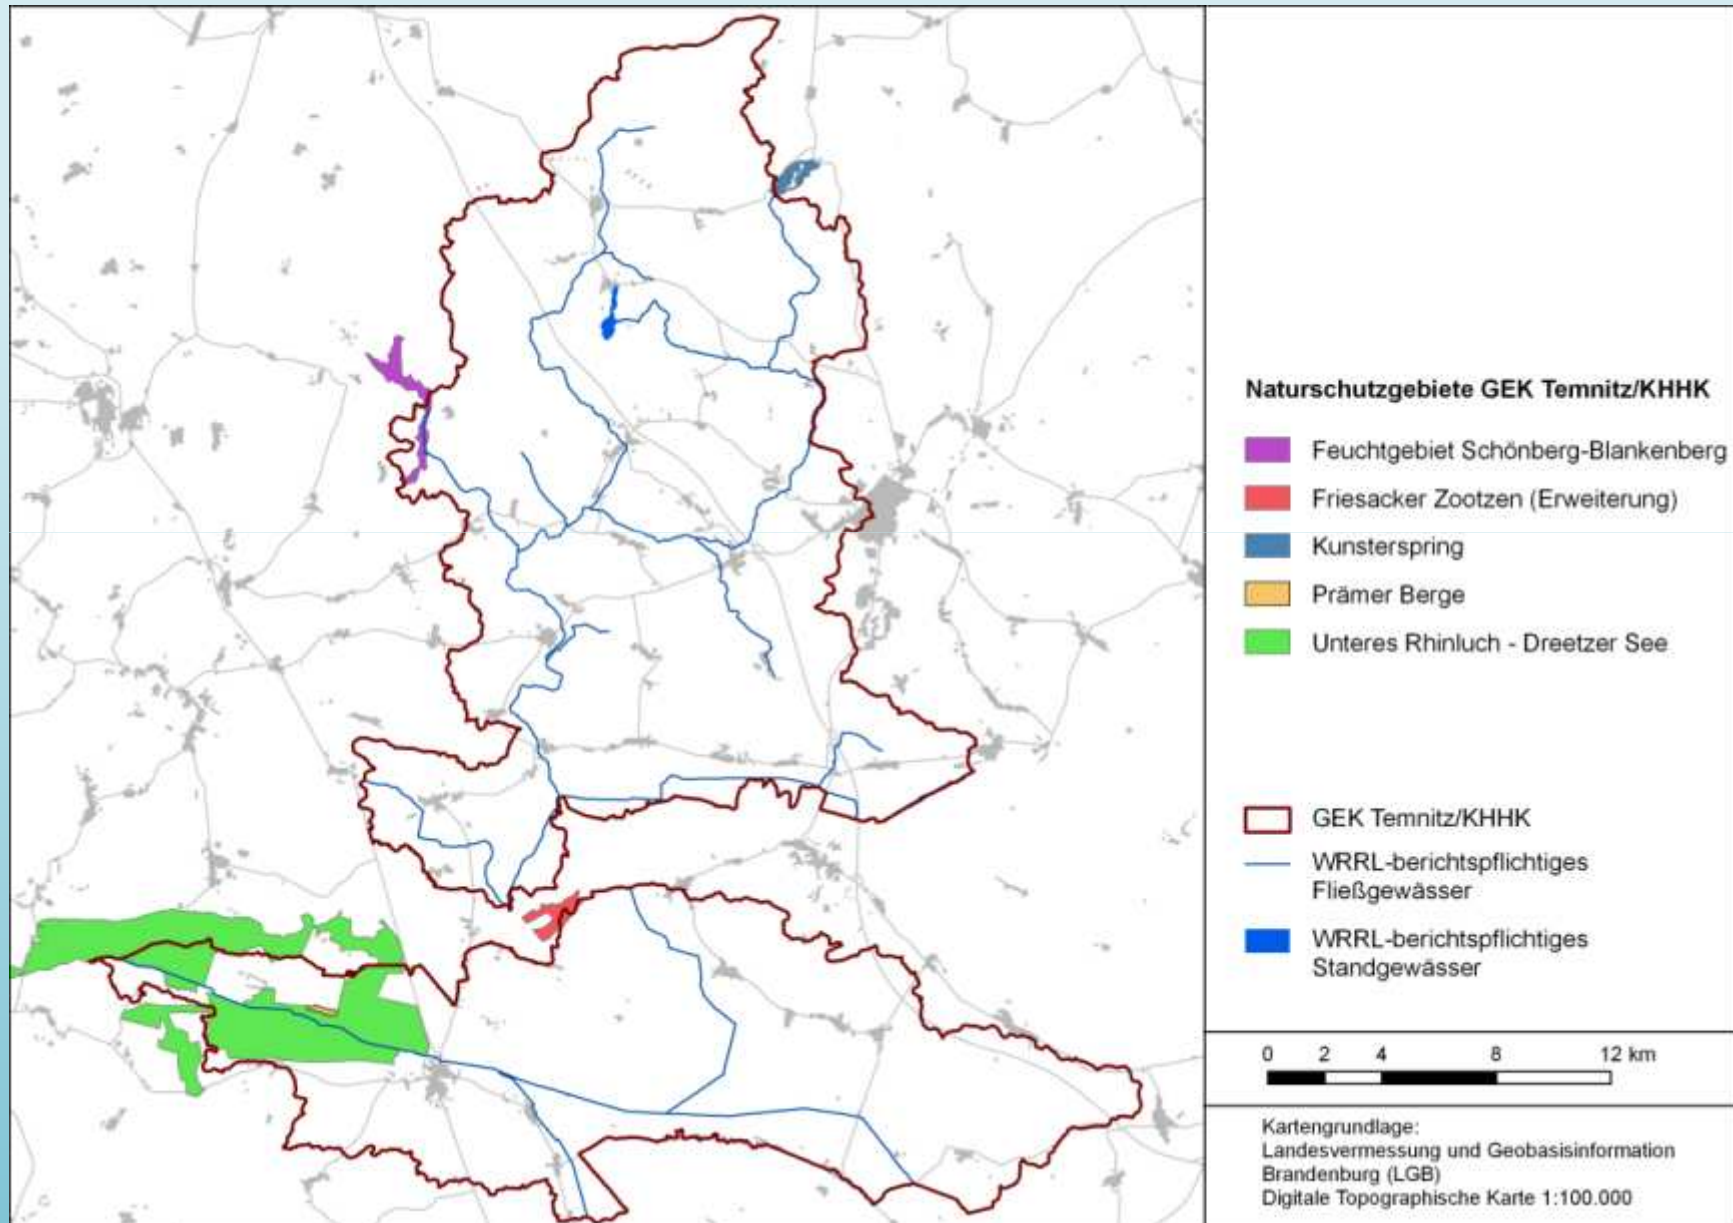 Naturschutzgebiete GEK Temnitz/KHHK
Feuchtgebiet Schönberg-Blankenberg
Friesacker Zootzen (Erweiterung)
Kunsterspring
Prämer Berge
Unteres Rhinluch - Dreetzer See
GEK Temnitz/KHHK
WRRL-berichtspflichtiges
Fließgewässer
WRRL-berichtspflichtiges
Standgewässer
0 2 4 8 12 km
Kartengrundlage:
Landesvermessung und Geobasisinformation
Brandenburg (LGB)
Digitale Topographische Karte 1:100.000